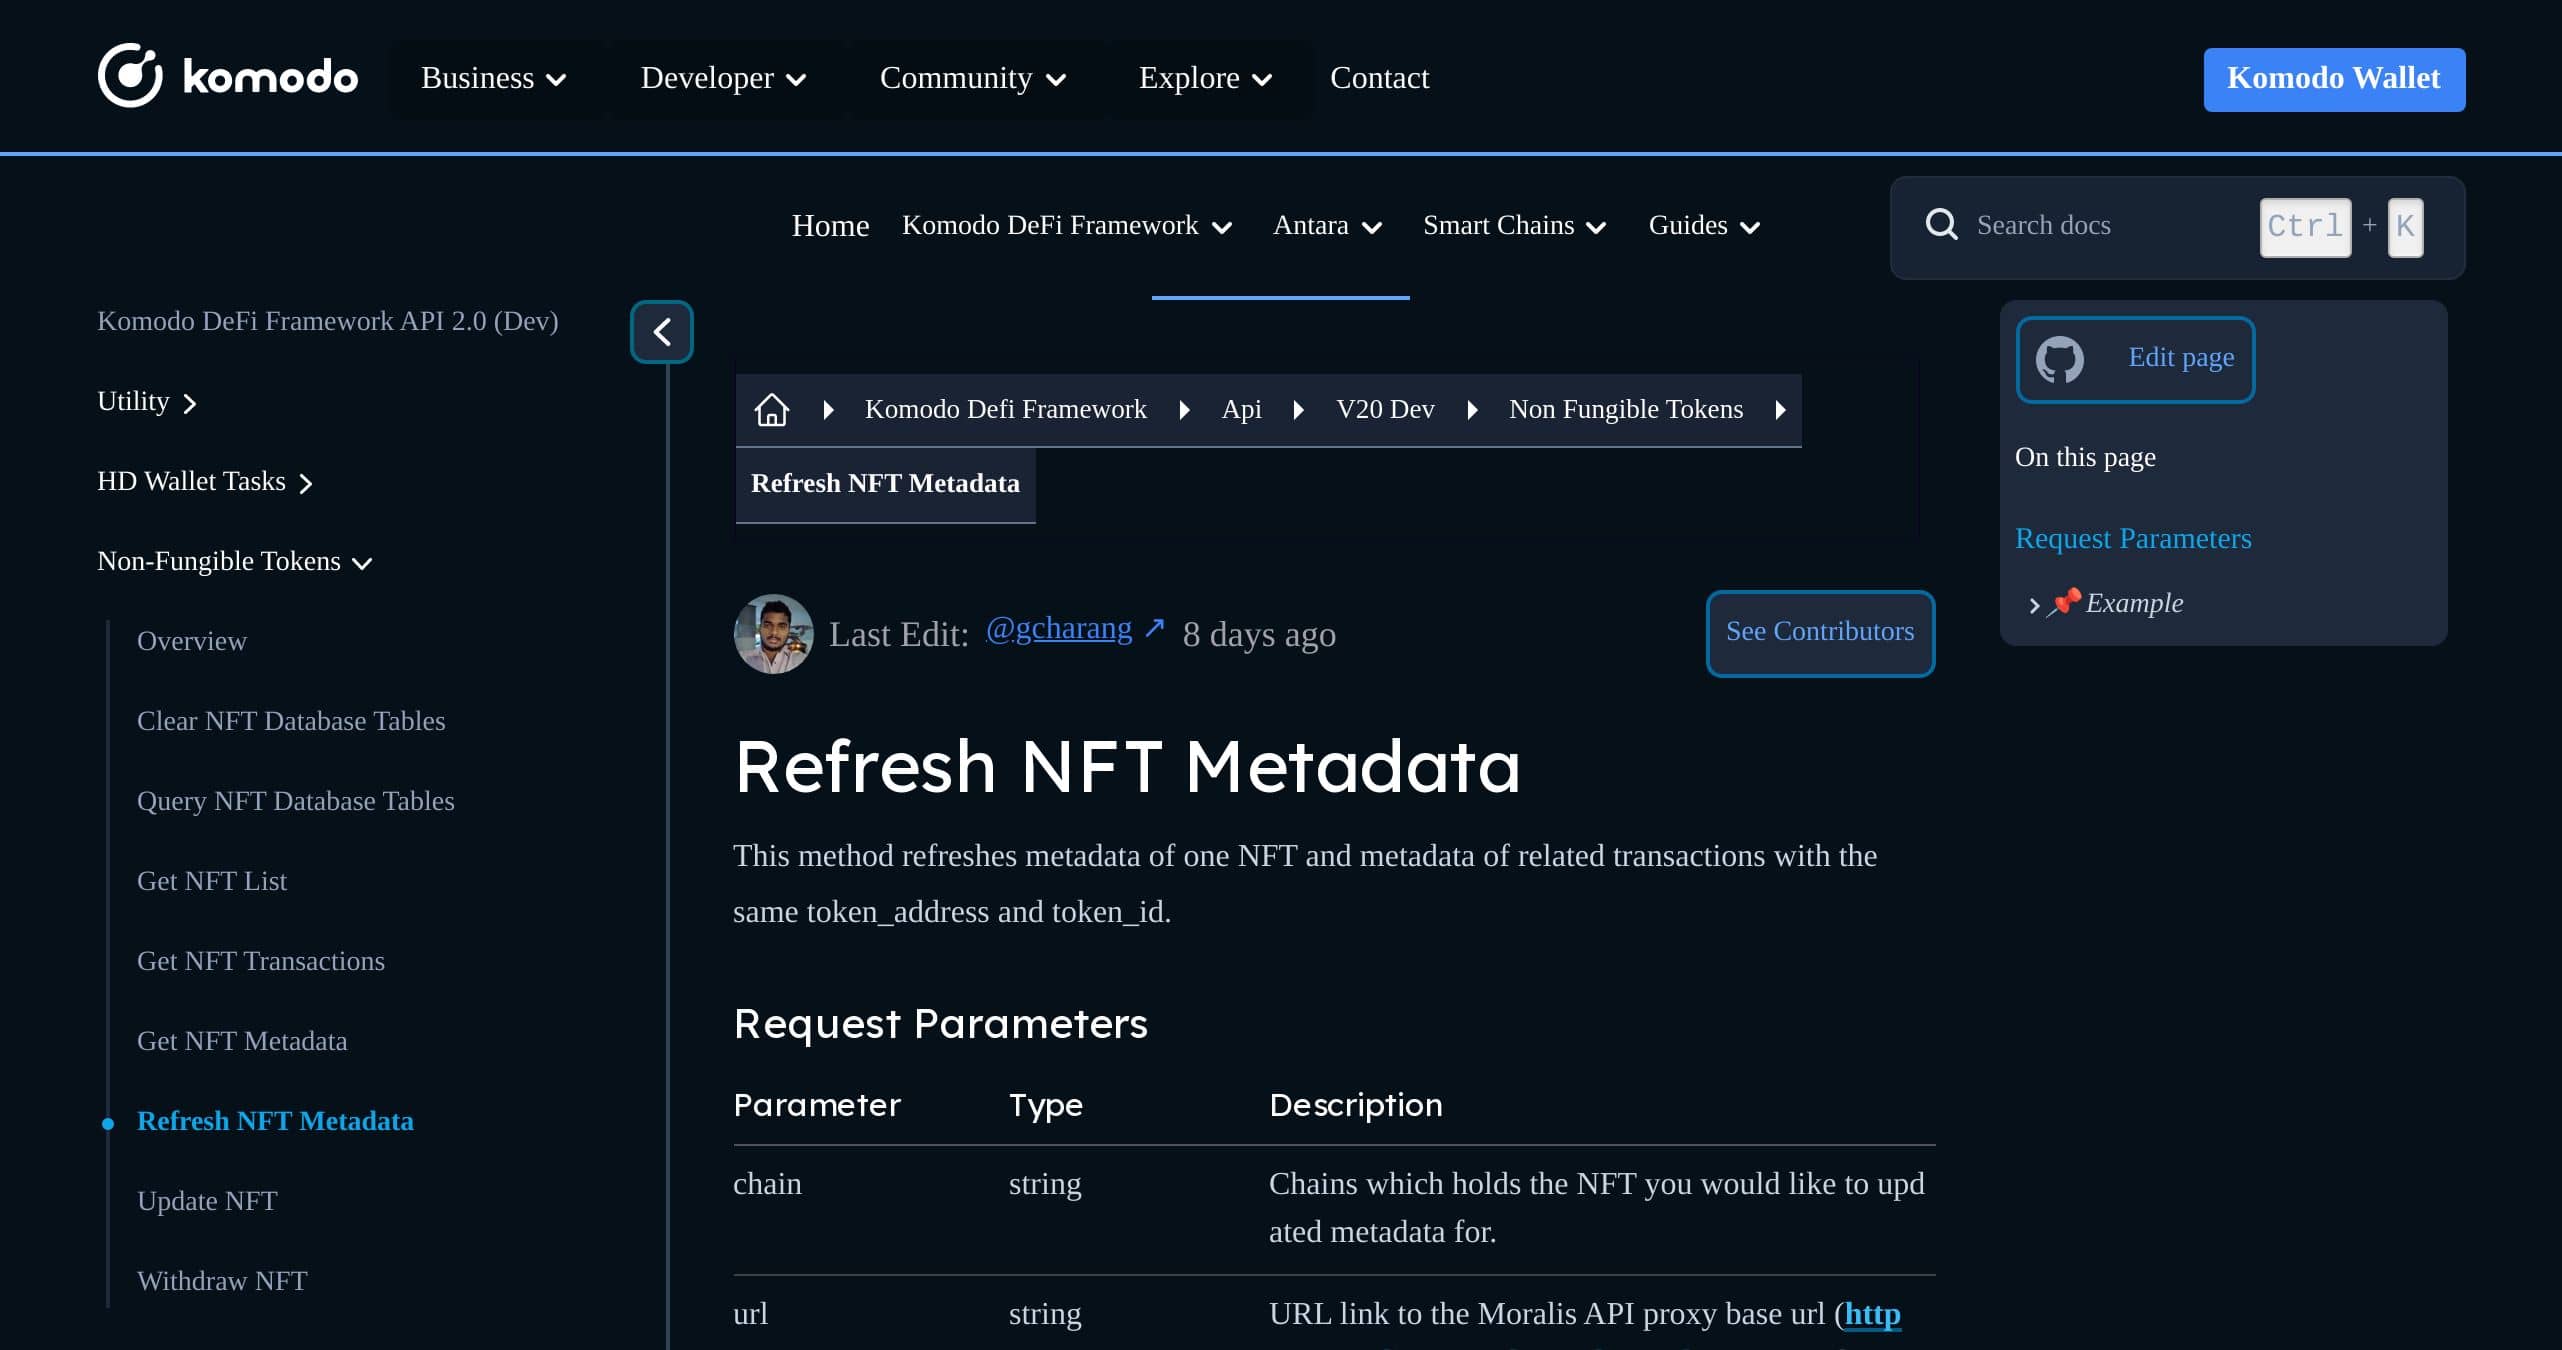 komodo
Business
Developer
Community
Explore
Contact
Komodo Wallet
Home
Komodo DeFi Framework
Antara
Smart Chains
Guides
Search docs
Ctrl + K
Komodo DeFi Framework API 2.0 (Dev)
Utility
HD Wallet Tasks
Non-Fungible Tokens
Overview
Clear NFT Database Tables
Query NFT Database Tables
Get NFT List
Get NFT Transactions
Get NFT Metadata
Refresh NFT Metadata
Update NFT
Withdraw NFT
Komodo Defi Framework
Api
V20 Dev
Non Fungible Tokens
Refresh NFT Metadata
Last Edit: @gcharang ↗ 8 days ago
See Contributors
Refresh NFT Metadata
This method refreshes metadata of one NFT and metadata of related transactions with the
same token_address and token_id.
Request Parameters
Parameter Type Description
chain string Chains which holds the NFT you would like to upd
ated metadata for.
url string URL link to the Moralis API proxy base url (http
Edit page
On this page
Request Parameters
📌 Example